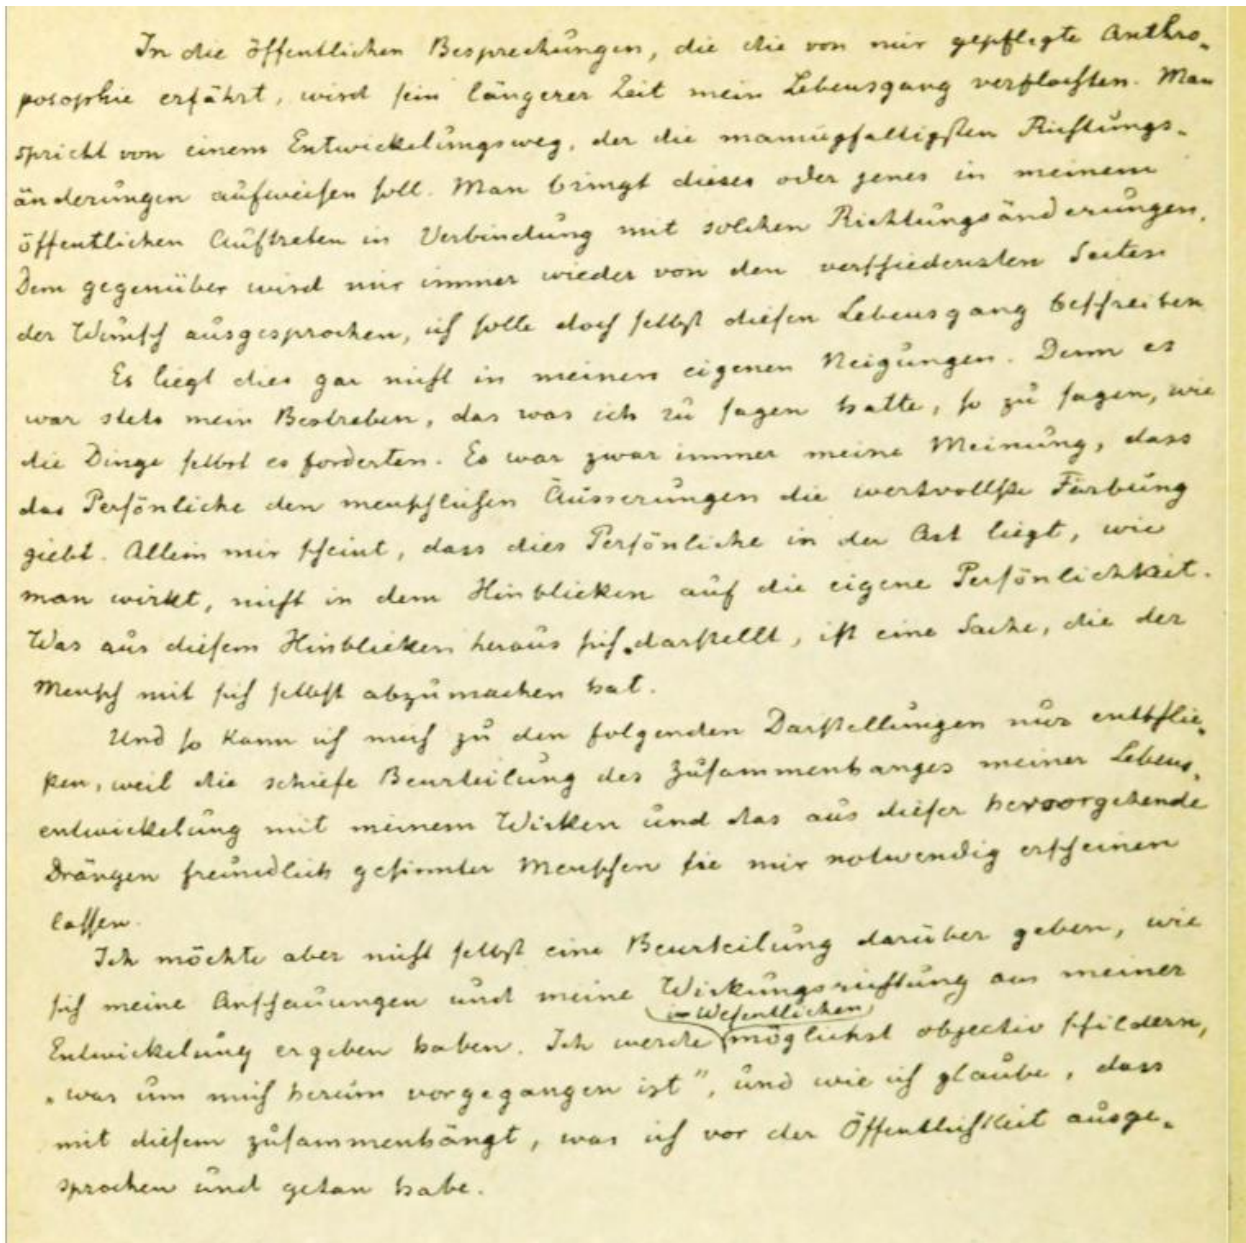 In die öffentlichen Besprechungen, die die von mir gepflegte Anthro-
posophie erfährt, wird sein längerer Zeit mein Lebensgang verflochten. Man
spricht von einem Entwickelungsweg, der die mannigfaltigsten Richtungs-
änderungen aufweisen soll. Man bringt dieses oder jenes in meinem
öffentlichen Auftreten in Verbindung mit solchen Richtungsänderungen.
Dem gegenüber wird mir immer wieder von den verschiedensten Seiten
der Wunsch ausgesprochen, ich solle doch selbst diesen Lebensgang beschreiben
Es liegt dies gar nicht in meinen eigenen Neigungen. Denn es
war stets mein Bestreben, das was ich zu sagen hatte, so zu sagen, wie
die Dinge selbst es forderten. Es war zwar immer meine Meinung, dass
das Persönliche den menschlichen Äusserungen die wertvollste Färbung
giebt. Allein mir scheint, dass dies Persönliche in der Art liegt, wie
man wirkt, nicht in dem Hinblicken auf die eigene Persönlichkeit.
Was aus diesem Hinblicken heraus sich darstellt, ist eine Sache, die der
Mensch mit sich selbst abzumachen hat.
Und so kann ich mich zu den folgenden Darstellungen nur entschlie-
ßen, weil die schiefe Beurteilung des Zusammenhanges meiner Lebens-
entwickelung mit meinem Wirken und das aus dieser hervorgehende
Drängen freundlich gesinnter Menschen sie mir notwendig erscheinen
lassen.
Ich möchte aber nicht selbst eine Beurteilung darüber geben, wie
sich meine Anschauungen und meine Wirkungsrichtung aus meiner
im Wesentlichen
Entwickelung ergeben haben. Ich werde möglichst objectiv schildern,
„was um mich herum vorgegangen ist", und wie ich glaube, dass
mit diesem zusammenhängt, was ich vor der Öffentlichkeit ausge-
sprochen und getan habe.